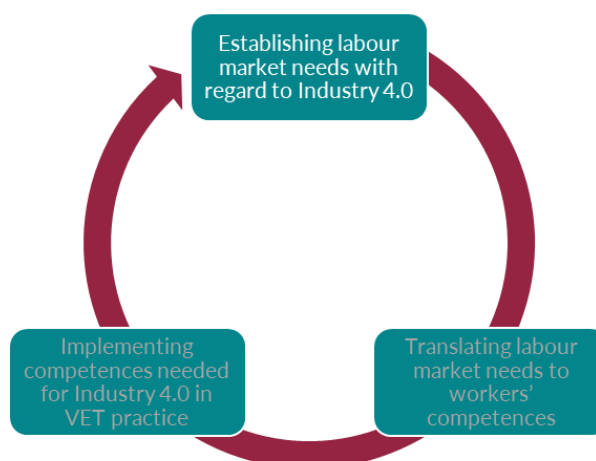 Establishing labour
market needs with
regard to Industry 4.0
Implementing
competences needed
for Industry 4.0 in
VET practice
Translating labour
market needs to
workers’
competences